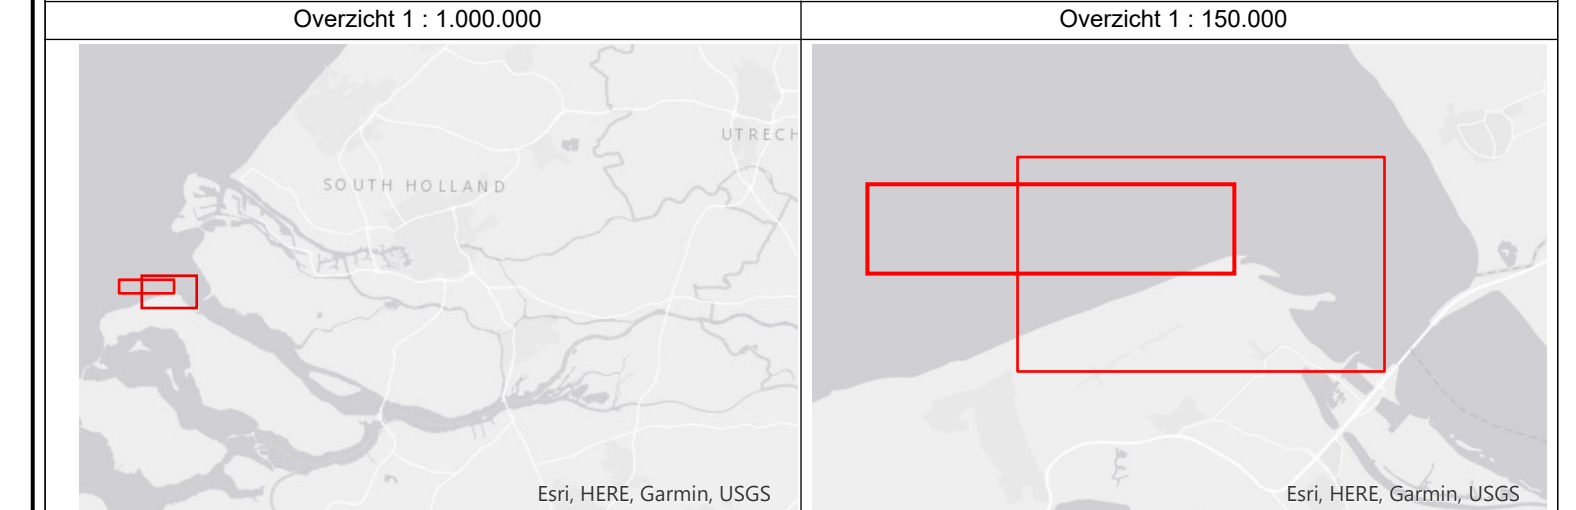 Overzicht 1 : 1.000.000
Overzicht 1 : 150.000
UTRECH
SOUTH HOLLAND
Esri, HERE, Garmin, USGS
Esri, HERE, Garmin, USGS